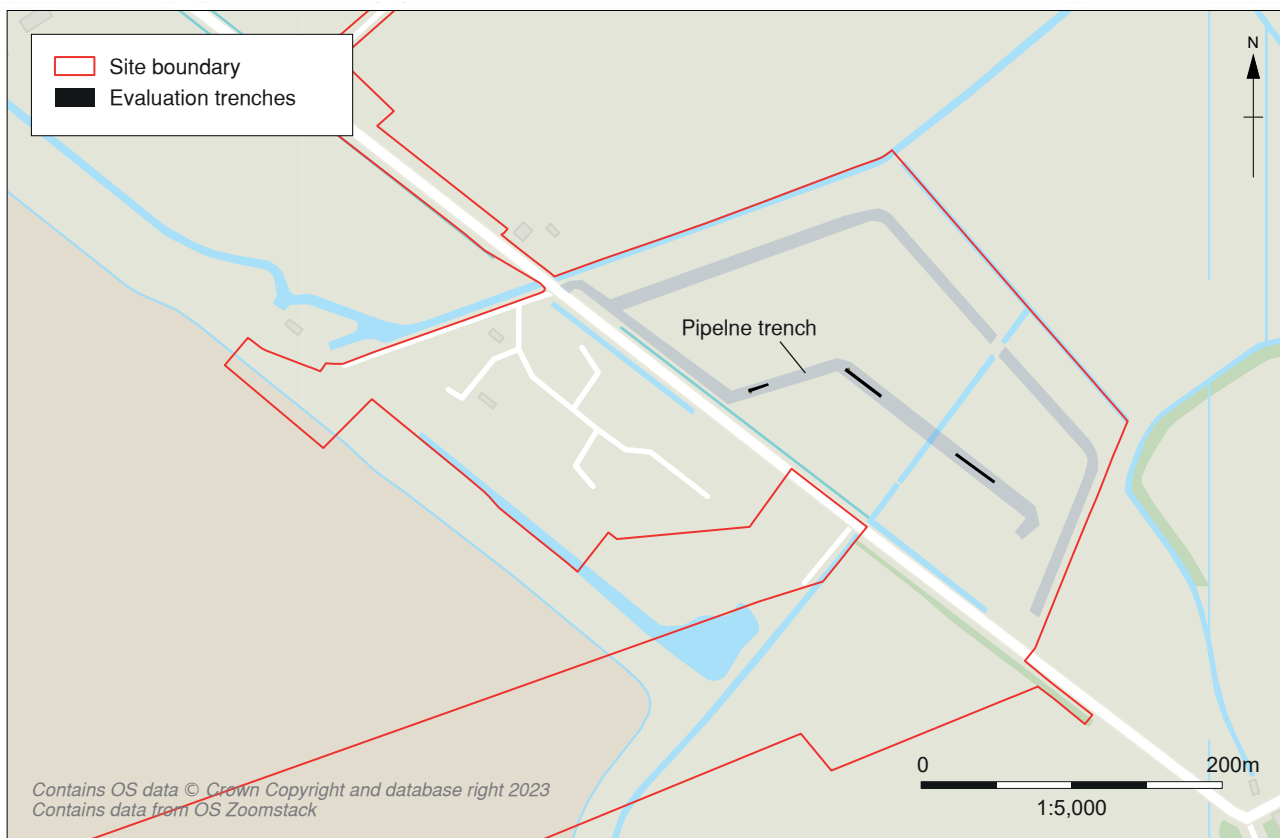 Site boundary
Evaluation trenches
N
Pipelne trench
0 200m
1:5,000
Contains OS data © Crown Copyright and database right 2023
Contains data from OS Zoomstack